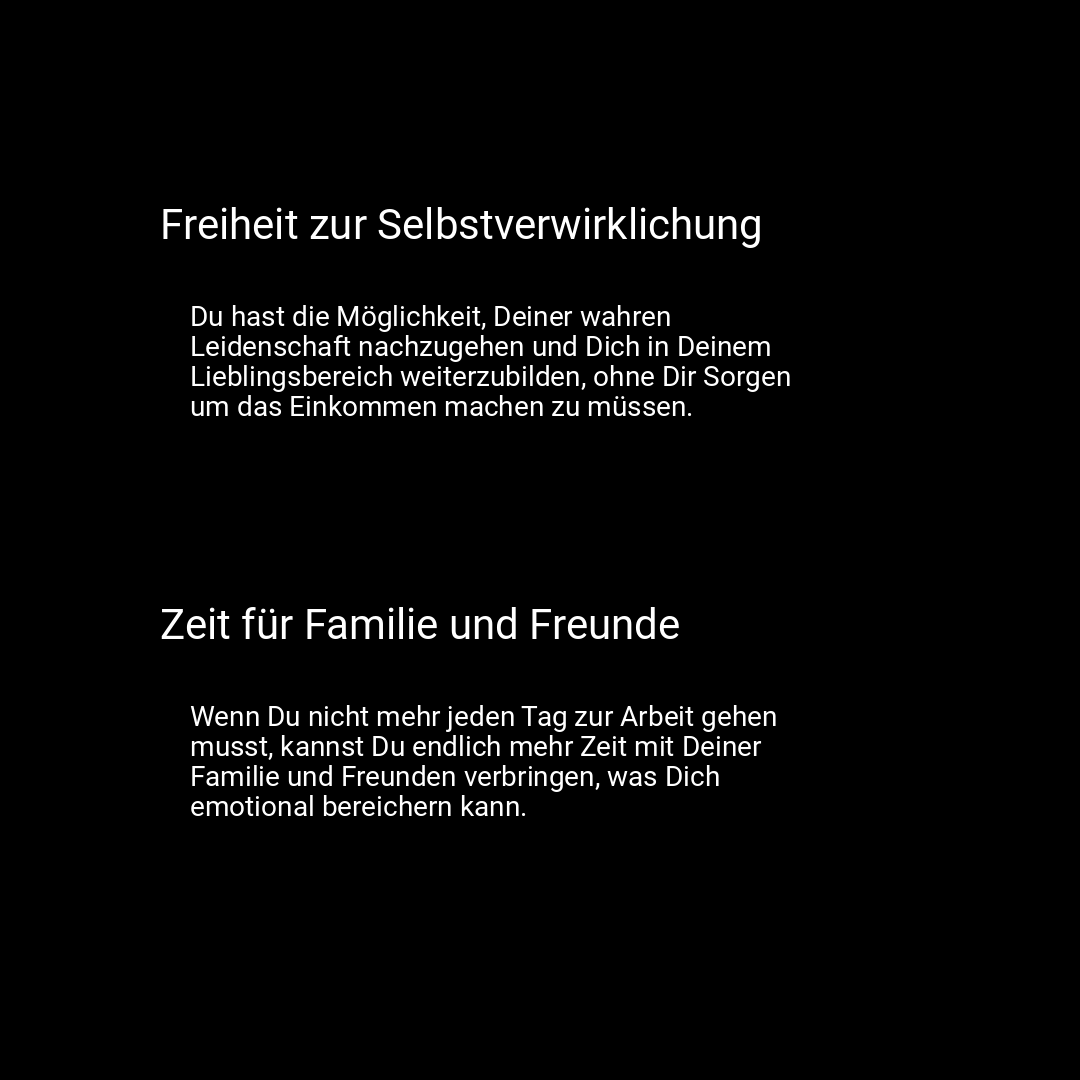 Freiheit zur Selbstverwirklichung
Du hast die Möglichkeit, Deiner wahren
Leidenschaft nachzugehen und Dich in Deinem
Lieblingsbereich weiterzubilden, ohne Dir Sorgen
um das Einkommen machen zu müssen.
Zeit für Familie und Freunde
Wenn Du nicht mehr jeden Tag zur Arbeit gehen
musst, kannst Du endlich mehr Zeit mit Deiner
Familie und Freunden verbringen, was Dich
emotional bereichern kann.